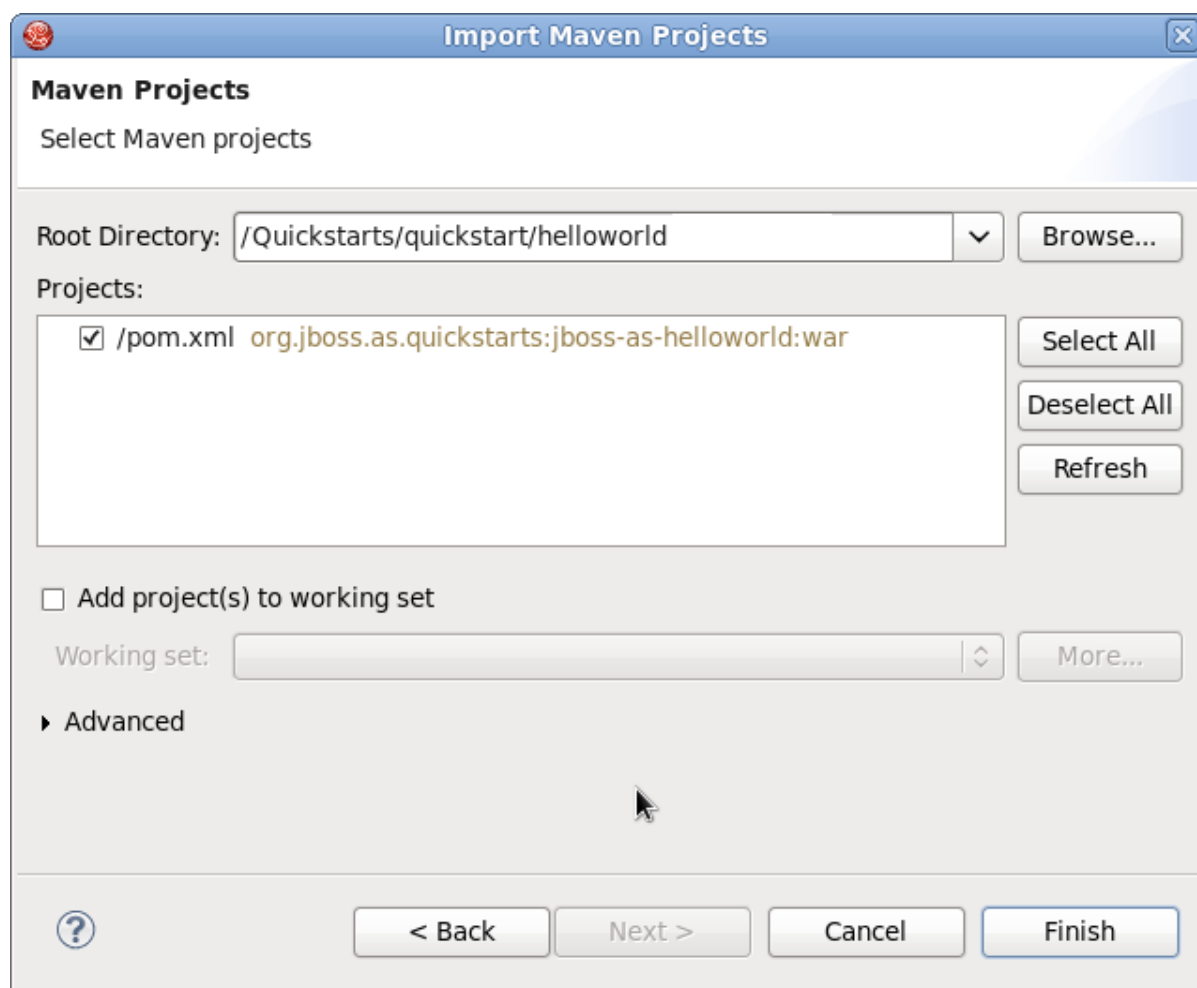 Import Maven Projects
Maven Projects
Select Maven projects
Root Directory: /Quickstarts/quickstart/helloworld Browse...
Projects:
/pom.xml org.jboss.as.quickstarts:jboss-as-helloworld:war
Select All
Deselect All
Refresh
Add project(s) to working set
Working set: More...
Advanced
? < Back Next > Cancel Finish